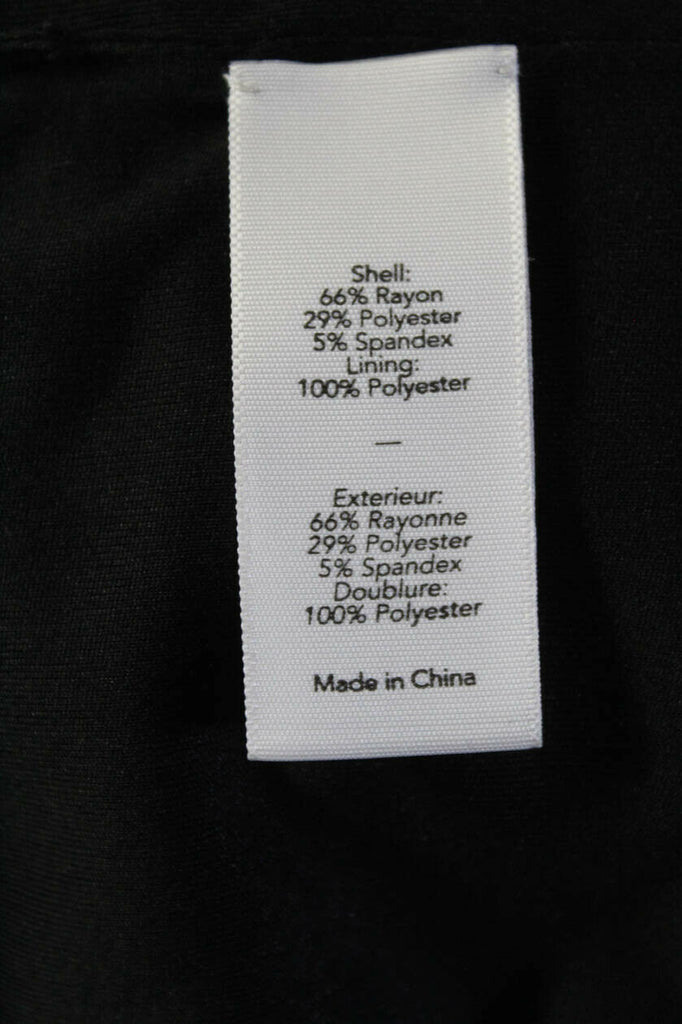 Shell:
66% Rayon
29% Polyester
5% Spandex
Lining:
100% Polyester
—
Exterieur:
66% Rayonne
29% Polyester
5% Spandex
Doublure:
100% Polyester
Made in China